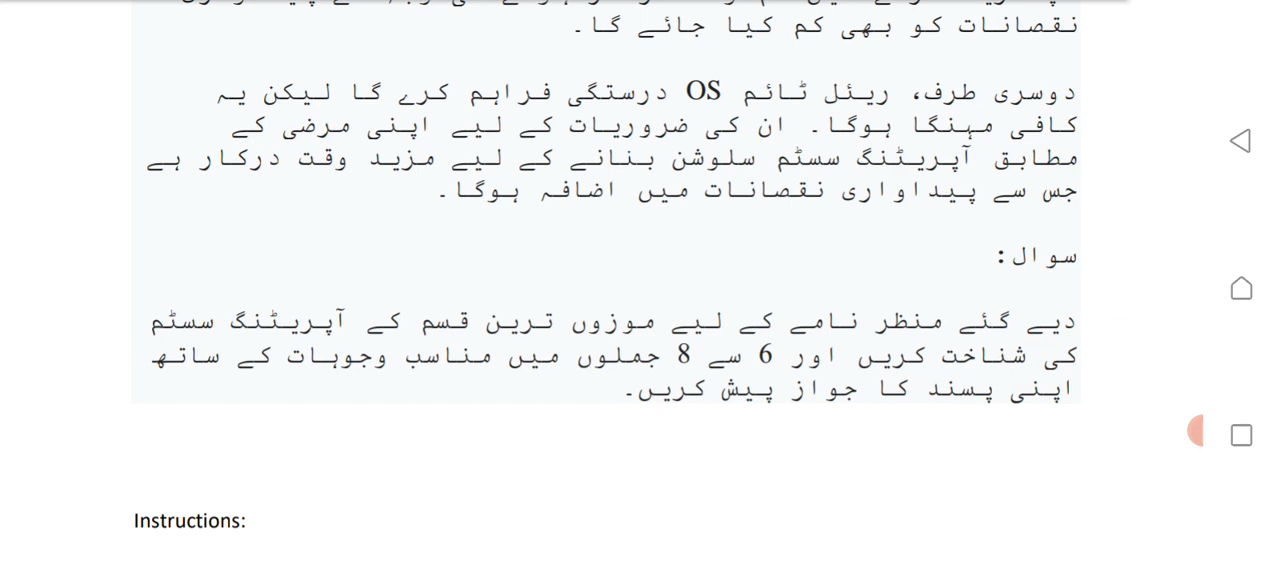 نقصانات کو بھی کم کیا جائے گا۔
دوسری طرف، ریئل ٹائم OS درستگی فراہم کرے گا لیکن یہ
کافی مہنگا ہوگا۔ ان کی ضروریات کے لیے اپنی مرضی کے
مطابق آپریٹنگ سسٹم سلوشن بنانے کے لیے مزید وقت درکار ہے
جس سے پیداواری نقصانات میں اضافہ ہوگا۔
سوال:
دیے گئے منظر نامے کے لیے موزوں ترین قسم کے آپریٹنگ سسٹم
کی شناخت کریں اور 6 سے 8 جملوں میں مناسب وجوہات کے ساتھ
اپنی پسند کا جواز پیش کریں۔
Instructions: